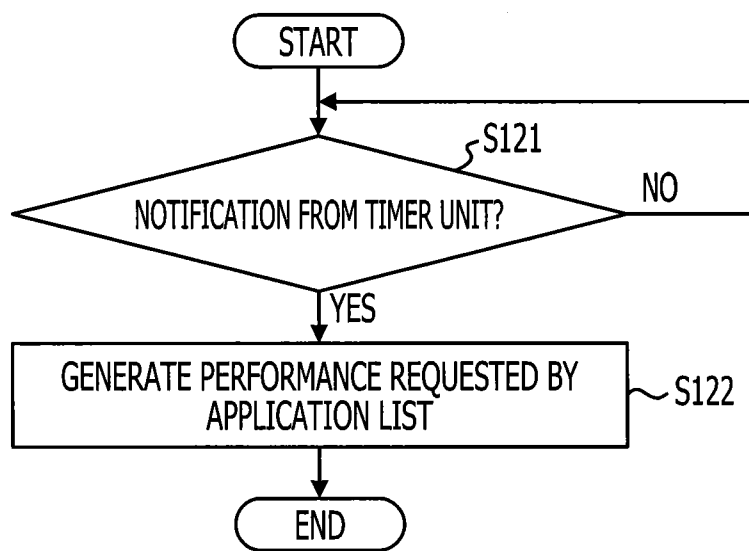 START
S121
NOTIFICATION FROM TIMER UNIT?
NO
YES
GENERATE PERFORMANCE REQUESTED BY
APPLICATION LIST
S122
END